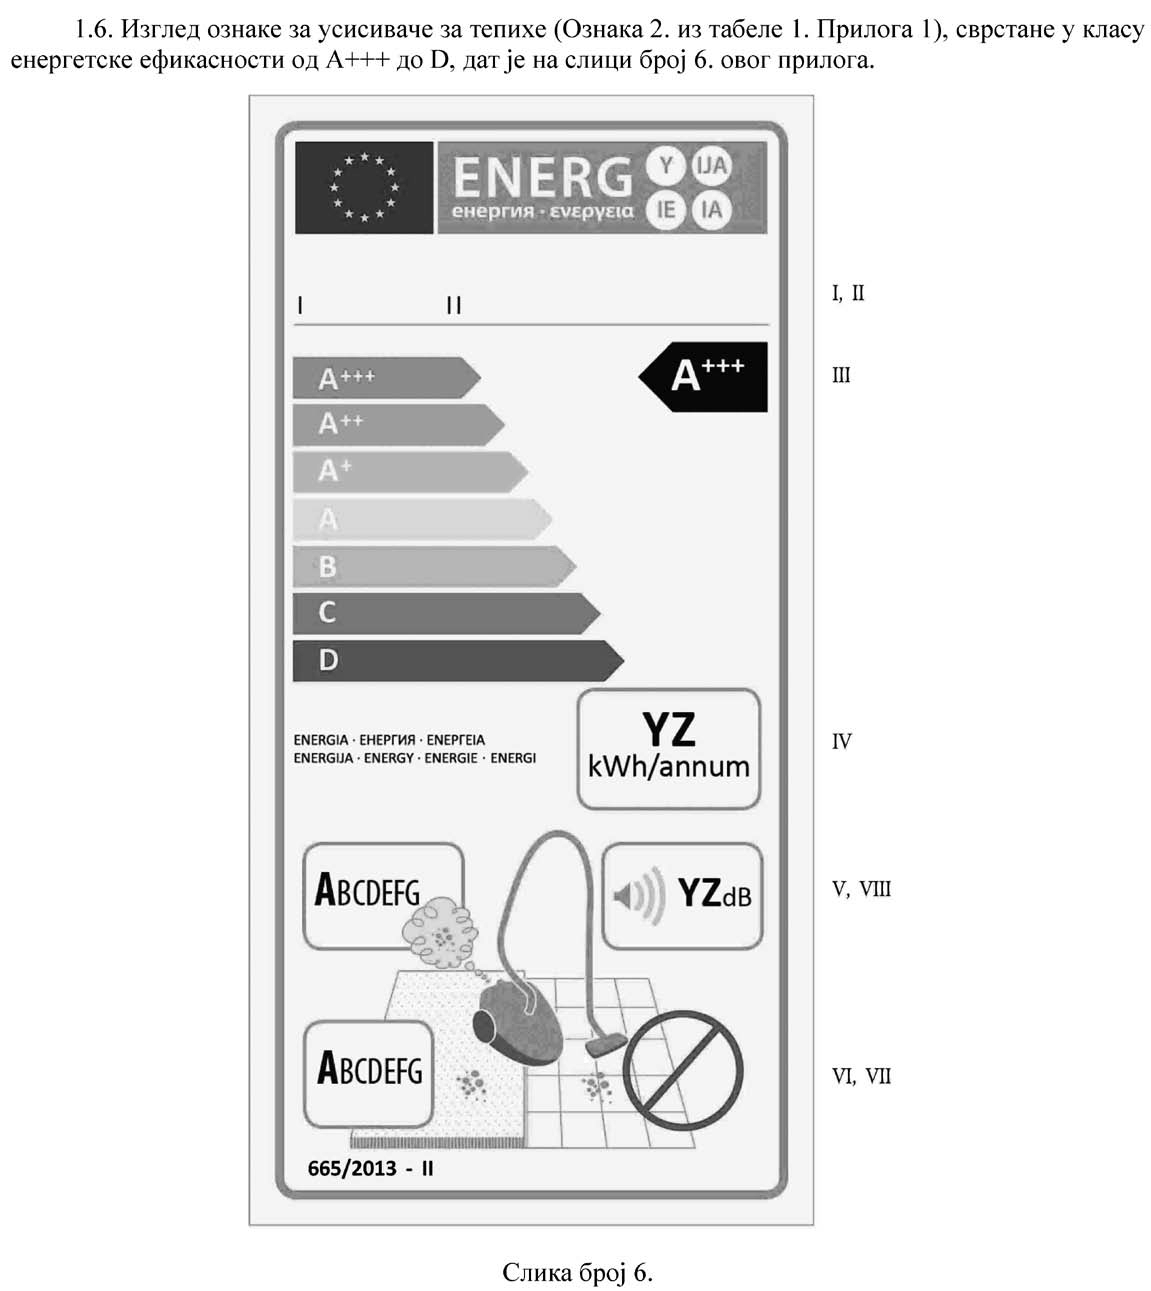 1.6. Изглед ознаке за усисиваче за тепихе (Ознака 2. из табеле 1. Прилога 1), сврстане у класу
енергетске ефикасности од А+++ до D, дат је на слици број 6. овог прилога.
ENERG Y IJA
енергия · ενεργεια IE IA
I II I, II
A+++ A+++ III
A++
A+
A
B
C
D
YZ
ENERGIA · ЕНЕРГИЯ · ΕΝΕΡΓΕΙΑ IV
ENERGIJA · ENERGY · ENERGIE · ENERGI
kWh/annum
ABCDEFG YZdB V, VIII
ABCDEFG VI, VII
665/2013 - II
Слика број 6.